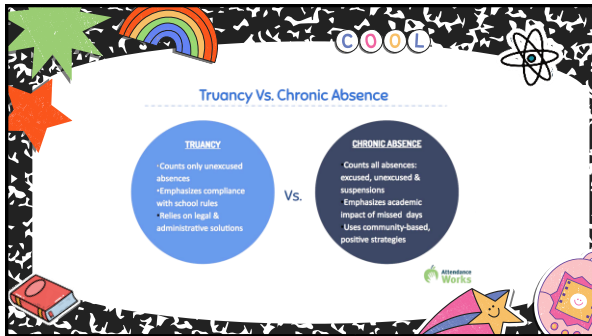 COOL
Truancy Vs. Chronic Absence
TRUANCY
•Counts only unexcused
absences
•Emphasizes compliance
with school rules
•Relies on legal &
administrative solutions
Vs.
CHRONIC ABSENCE
•Counts all absences:
excused, unexcused &
suspensions
•Emphasizes academic
impact of missed days
•Uses community-based,
positive strategies
Attendance
Works